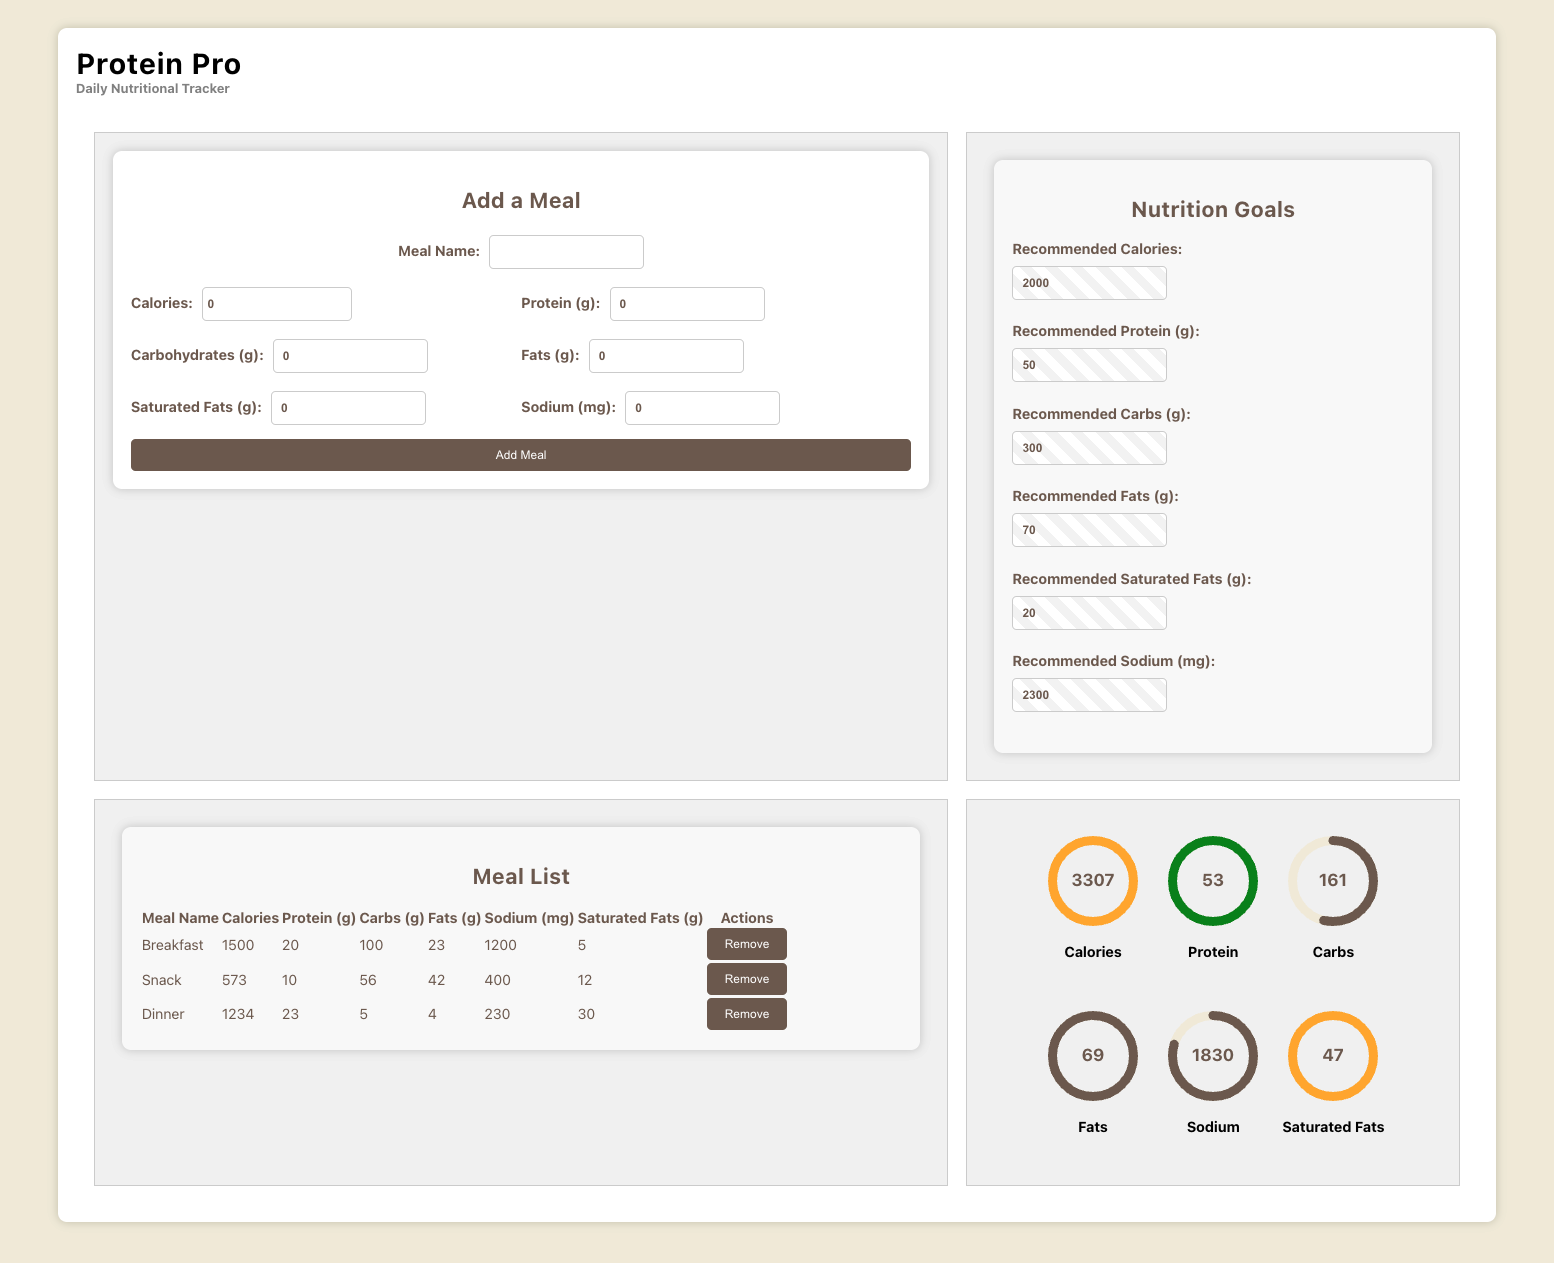 Protein Pro
Daily Nutritional Tracker
Add a Meal
Meal Name:
Calories: 0
Protein (g): 0
Carbohydrates (g): 0
Fats (g): 0
Saturated Fats (g): 0
Sodium (mg): 0
Add Meal
Nutrition Goals
Recommended Calories:
2000
Recommended Protein (g):
50
Recommended Carbs (g):
300
Recommended Fats (g):
70
Recommended Saturated Fats (g):
20
Recommended Sodium (mg):
2300
Meal List
Meal Name Calories Protein (g) Carbs (g) Fats (g) Sodium (mg) Saturated Fats (g) Actions
Breakfast 1500 20 100 23 1200 5 Remove
Snack 573 10 56 42 400 12 Remove
Dinner 1234 23 5 4 230 30 Remove
3307 53 161
Calories Protein Carbs
69 1830 47
Fats Sodium Saturated Fats